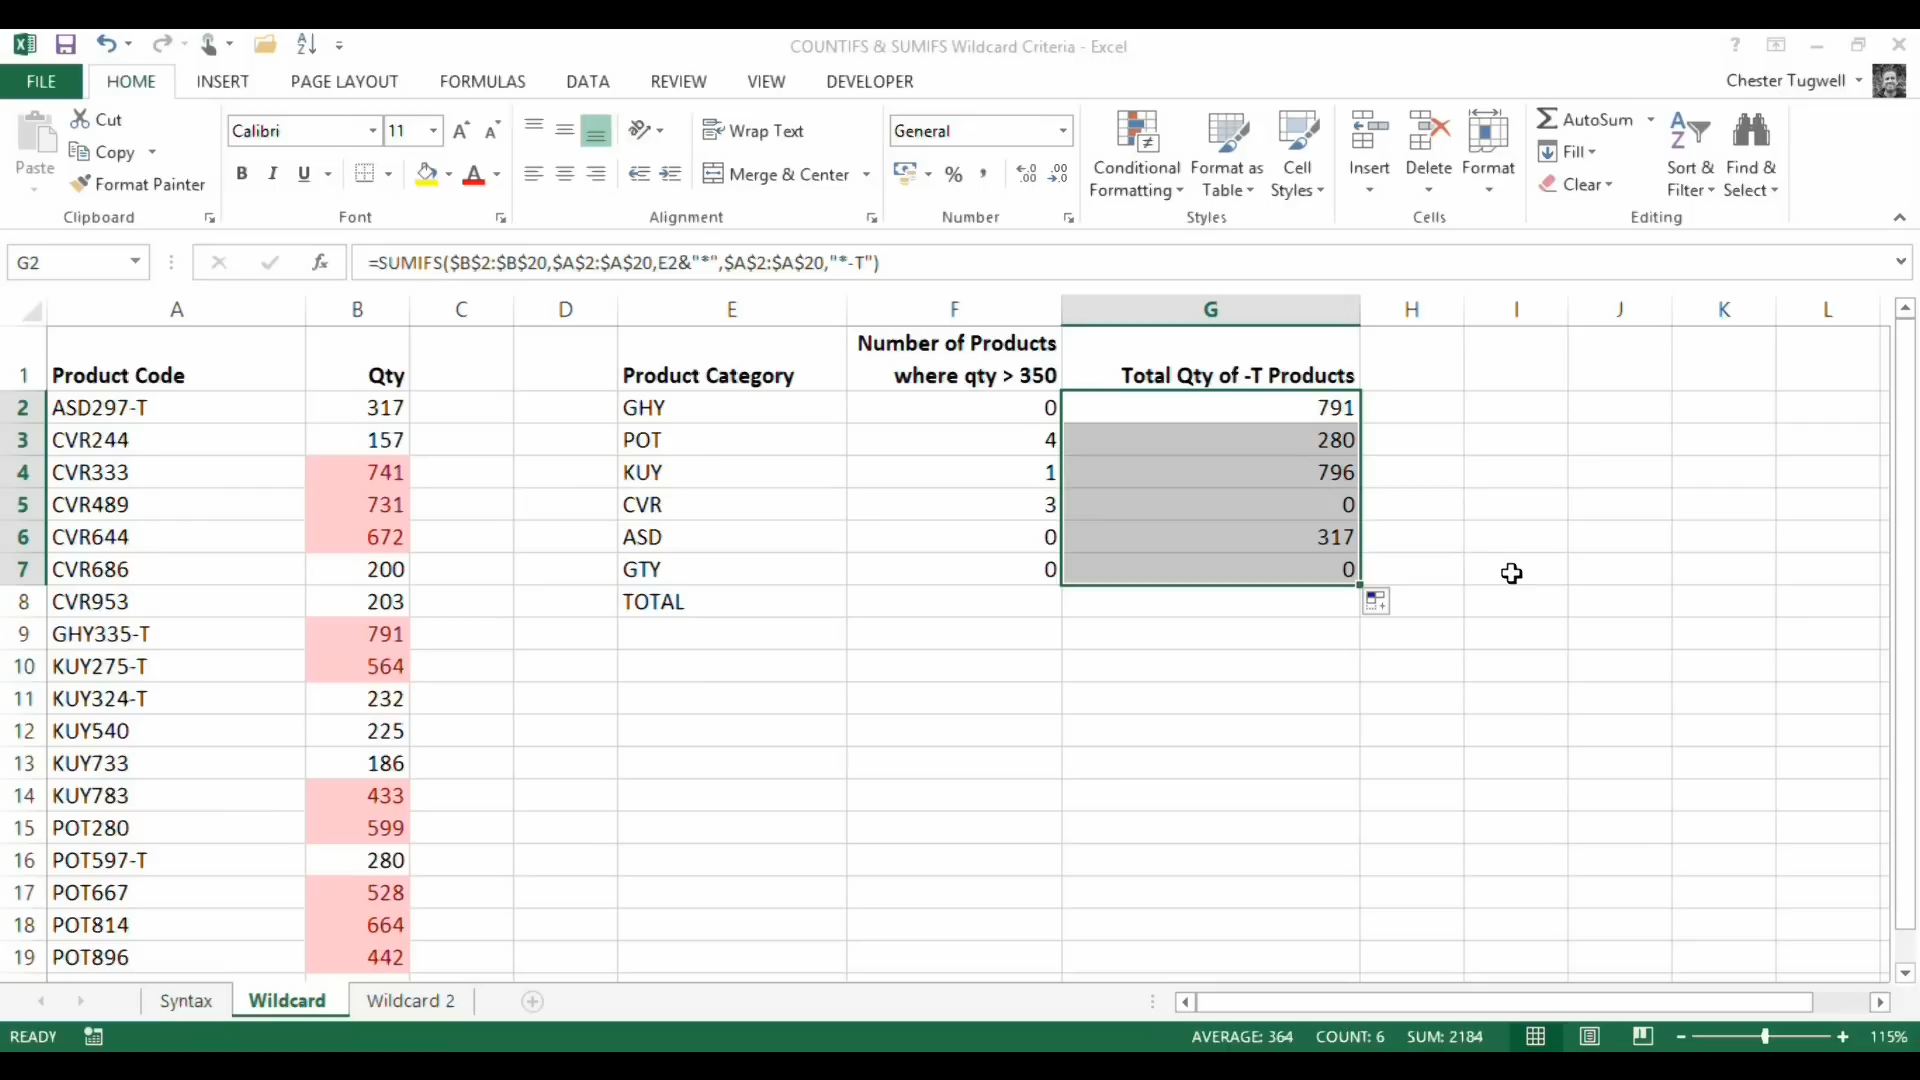 COUNTIFS & SUMIFS Wildcard Criteria - Excel
FILE HOME INSERT PAGE LAYOUT FORMULAS DATA REVIEW VIEW DEVELOPER Chester Tugwell
Paste Cut Copy Format Painter
Clipboard
Calibri 11
B I U
Font
Wrap Text
Merge & Center
Alignment
General
%
Number
Conditional Formatting Format as Table Cell Styles
Styles
Insert Delete Format
Cells
AutoSum Fill Clear Sort & Filter Find & Select
Editing
G2 fx =SUMIFS($B$2:$B$20,$A$2:$A$20,E2&"*",$A$2:$A$20,"*-T")
A B C D E F G H I J K L
1 Product Code Qty Product Category Number of Products where qty > 350 Total Qty of -T Products
2 ASD297-T 317 GHY 0 791
3 CVR244 157 POT 4 280
4 CVR333 741 KUY 1 796
5 CVR489 731 CVR 3 0
6 CVR644 672 ASD 0 317
7 CVR686 200 GTY 0 0
8 CVR953 203 TOTAL
9 GHY335-T 791
10 KUY275-T 564
11 KUY324-T 232
12 KUY540 225
13 KUY733 186
14 KUY783 433
15 POT280 599
16 POT597-T 280
17 POT667 528
18 POT814 664
19 POT896 442
Syntax Wildcard Wildcard 2
READY AVERAGE: 364 COUNT: 6 SUM: 2184 115%